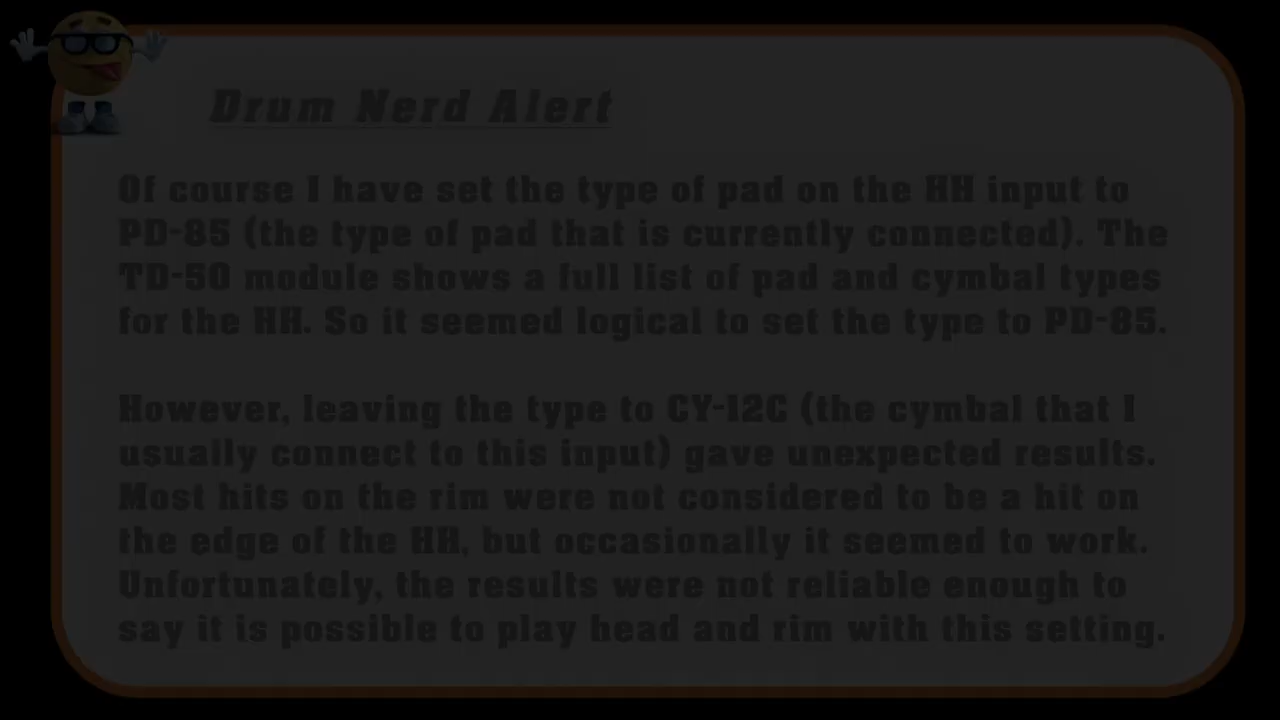 Drum Nerd Alert
Of course I have set the type of pad on the HH input to
PD-85 (the type of pad that is currently connected). The
TD-50 module shows a full list of pad and cymbal types
for the HH. So it seemed logical to set the type to PD-85.
However, leaving the type to CY-12C (the cymbal that I
usually connect to this input) gave unexpected results.
Most hits on the rim were not considered to be a hit on
the edge of the HH, but occasionally it seemed to work.
Unfortunately, the results were not reliable enough to
say it is possible to play head and rim with this setting.